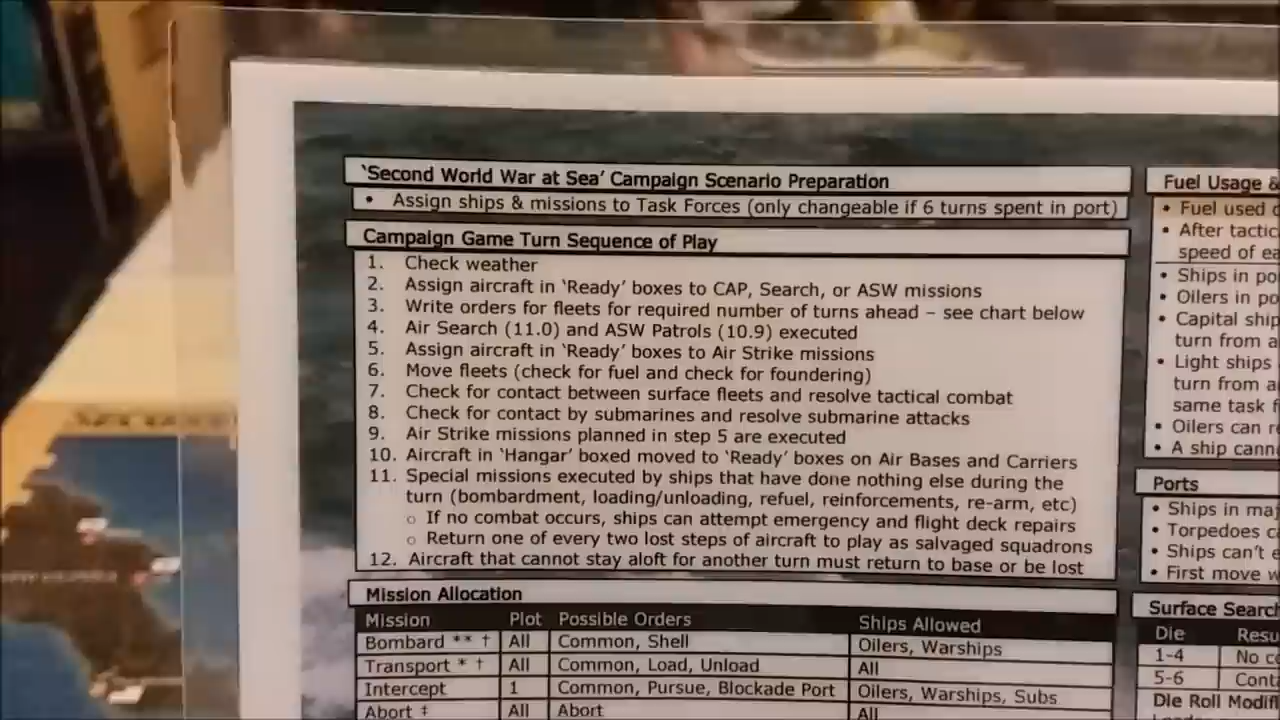 ‘Second World War at Sea’ Campaign Scenario Preparation
• Assign ships & missions to Task Forces (only changeable if 6 turns spent in port)
Campaign Game Turn Sequence of Play
1. Check weather
2. Assign aircraft in ‘Ready’ boxes to CAP, Search, or ASW missions
3. Write orders for fleets for required number of turns ahead – see chart below
4. Air Search (11.0) and ASW Patrols (10.9) executed
5. Assign aircraft in ‘Ready’ boxes to Air Strike missions
6. Move fleets (check for fuel and check for foundering)
7. Check for contact between surface fleets and resolve tactical combat
8. Check for contact by submarines and resolve submarine attacks
9. Air Strike missions planned in step 5 are executed
10. Aircraft in ‘Hangar’ boxed moved to ‘Ready’ boxes on Air Bases and Carriers
11. Special missions executed by ships that have done nothing else during the
turn (bombardment, loading/unloading, refuel, reinforcements, re-arm, etc)
o If no combat occurs, ships can attempt emergency and flight deck repairs
o Return one of every two lost steps of aircraft to play as salvaged squadrons
12. Aircraft that cannot stay aloft for another turn must return to base or be lost
Mission Allocation
Mission Plot Possible Orders Ships Allowed
Bombard ** † All Common, Shell Oilers, Warships
Transport * † All Common, Load, Unload All
Intercept 1 Common, Pursue, Blockade Port Oilers, Warships, Subs
Abort ‡ All Abort All
Fuel Usage &
• Fuel used
• After tactic
speed of ea
• Ships in po
• Oilers in po
• Capital ship
turn from a
• Light ships
turn from a
same task f
• Oilers can re
• A ship cann
Ports
• Ships in maj
• Torpedoes ca
• Ships can’t e
• First move w
Surface Search
Die Resu
1-4 No co
5-6 Conta
Die Roll Modif